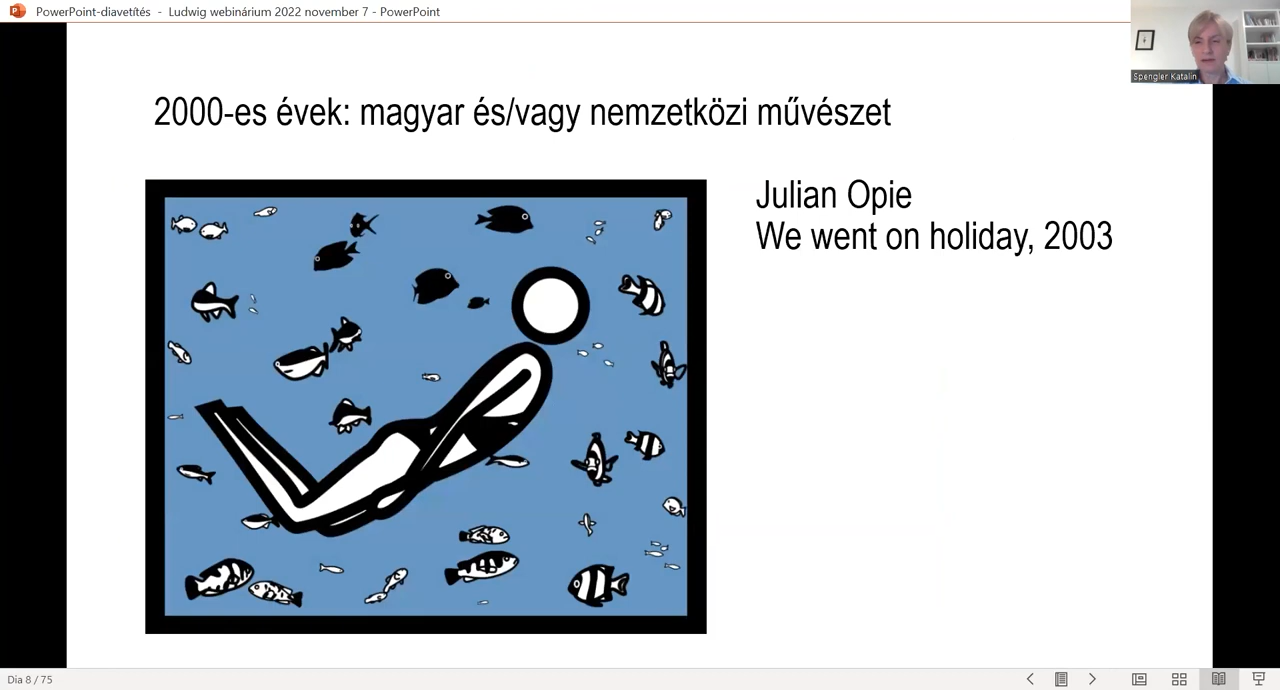 PowerPoint-diavetítés - Ludwig webinárium 2022 november 7 - PowerPoint
Spengler Katalin
2000-es évek: magyar és/vagy nemzetközi művészet
Julian Opie
We went on holiday, 2003
Dia 8 / 75